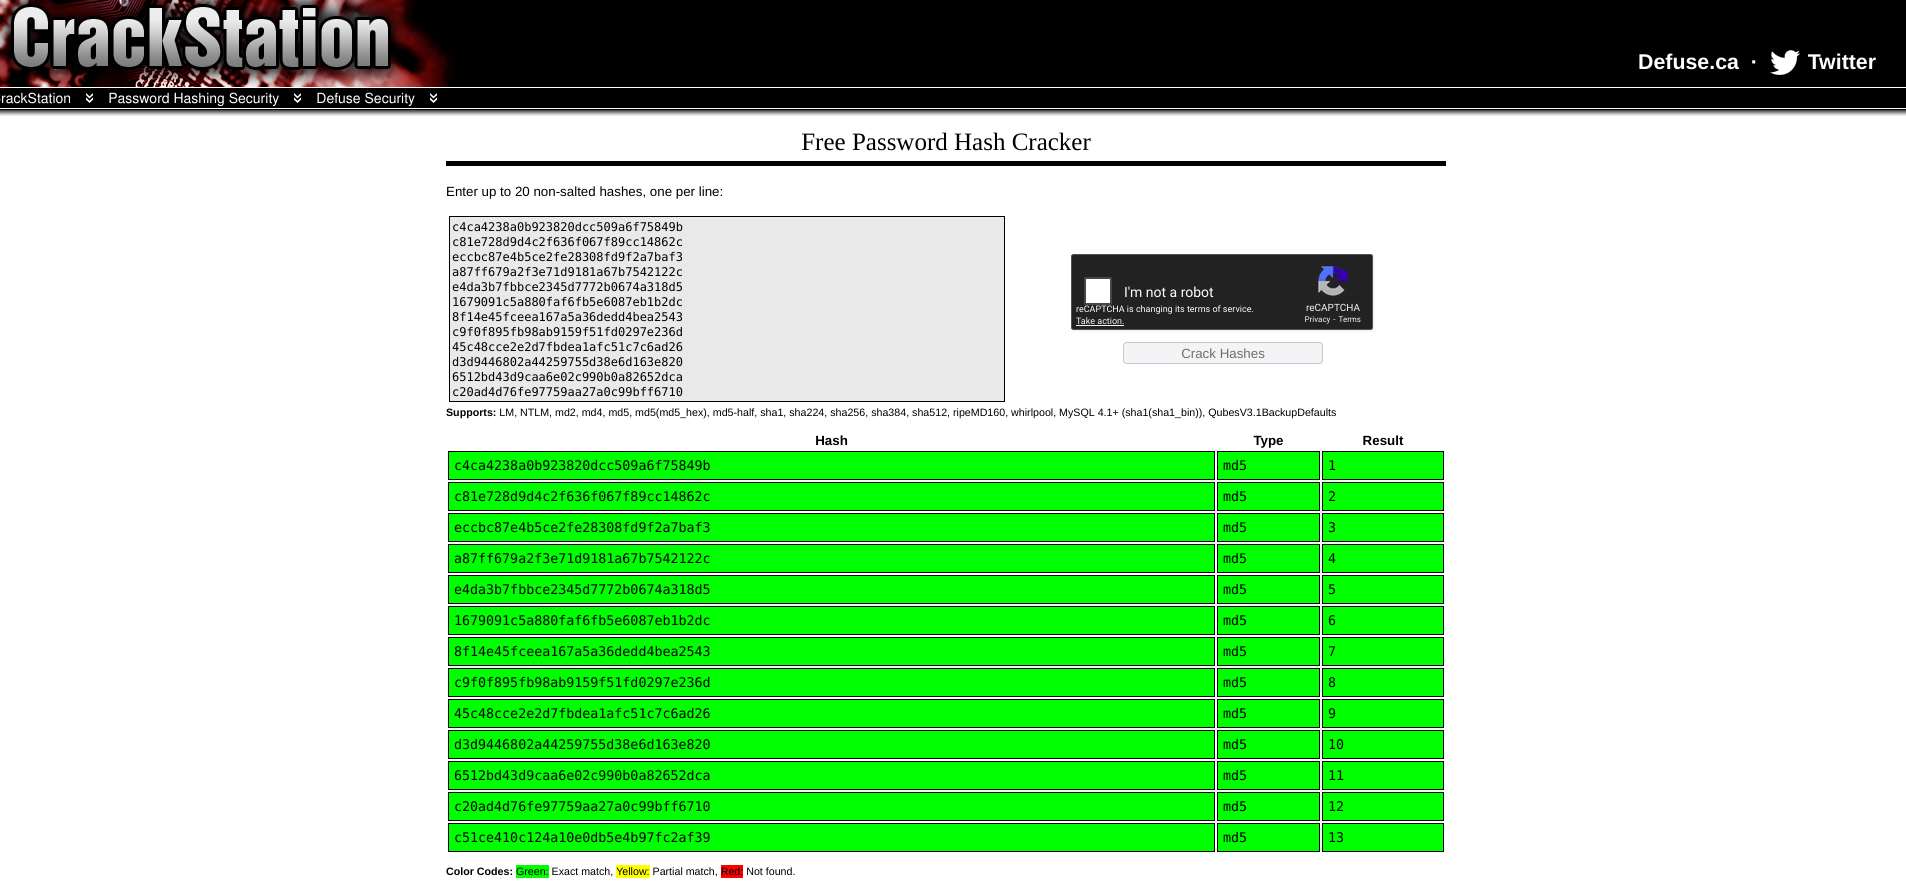 CrackStation
Defuse.ca · Twitter
rackStation Password Hashing Security Defuse Security
Free Password Hash Cracker
Enter up to 20 non-salted hashes, one per line:
c4ca4238a0b923820dcc509a6f75849b
c81e728d9d4c2f636f067f89cc14862c
eccbc87e4b5ce2fe28308fd9f2a7baf3
a87ff679a2f3e71d9181a67b7542122c
e4da3b7fbbce2345d7772b0674a318d5
1679091c5a880faf6fb5e6087eb1b2dc
8f14e45fceea167a5a36dedd4bea2543
c9f0f895fb98ab9159f51fd0297e236d
45c48cce2e2d7fbdea1afc51c7c6ad26
d3d9446802a44259755d38e6d163e820
6512bd43d9caa6e02c990b0a82652dca
c20ad4d76fe97759aa27a0c99bff6710
I'm not a robot
reCAPTCHA is changing its terms of service.
Take action.
reCAPTCHA
Privacy - Terms
Crack Hashes
Supports: LM, NTLM, md2, md4, md5, md5(md5_hex), md5-half, sha1, sha224, sha256, sha384, sha512, ripeMD160, whirlpool, MySQL 4.1+ (sha1(sha1_bin)), QubesV3.1BackupDefaults
Hash Type Result
c4ca4238a0b923820dcc509a6f75849b md5 1
c81e728d9d4c2f636f067f89cc14862c md5 2
eccbc87e4b5ce2fe28308fd9f2a7baf3 md5 3
a87ff679a2f3e71d9181a67b7542122c md5 4
e4da3b7fbbce2345d7772b0674a318d5 md5 5
1679091c5a880faf6fb5e6087eb1b2dc md5 6
8f14e45fceea167a5a36dedd4bea2543 md5 7
c9f0f895fb98ab9159f51fd0297e236d md5 8
45c48cce2e2d7fbdea1afc51c7c6ad26 md5 9
d3d9446802a44259755d38e6d163e820 md5 10
6512bd43d9caa6e02c990b0a82652dca md5 11
c20ad4d76fe97759aa27a0c99bff6710 md5 12
c51ce410c124a10e0db5e4b97fc2af39 md5 13
Color Codes: Green: Exact match, Yellow: Partial match, Red: Not found.